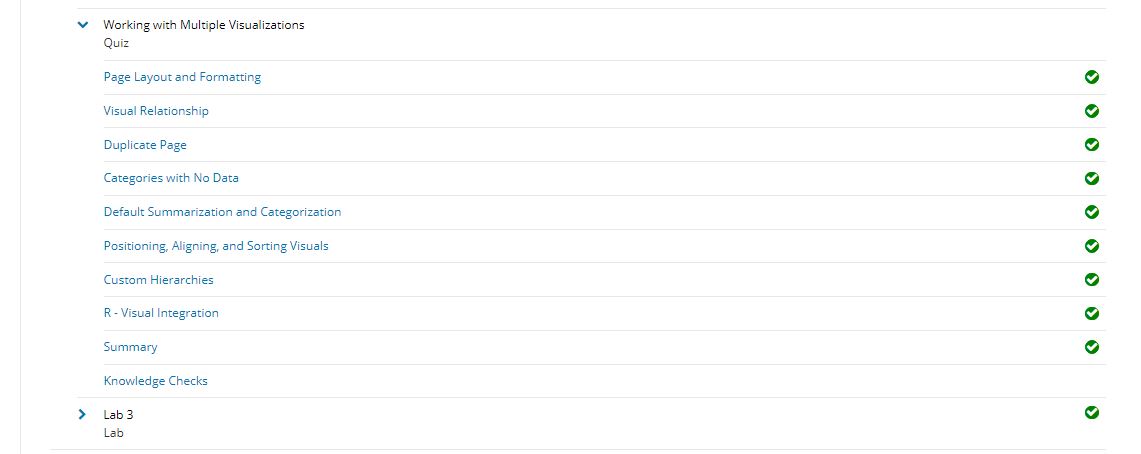 Working with Multiple Visualizations
Quiz
Page Layout and Formatting
Visual Relationship
Duplicate Page
Categories with No Data
Default Summarization and Categorization
Positioning, Aligning, and Sorting Visuals
Custom Hierarchies
R - Visual Integration
Summary
Knowledge Checks
Lab 3
Lab